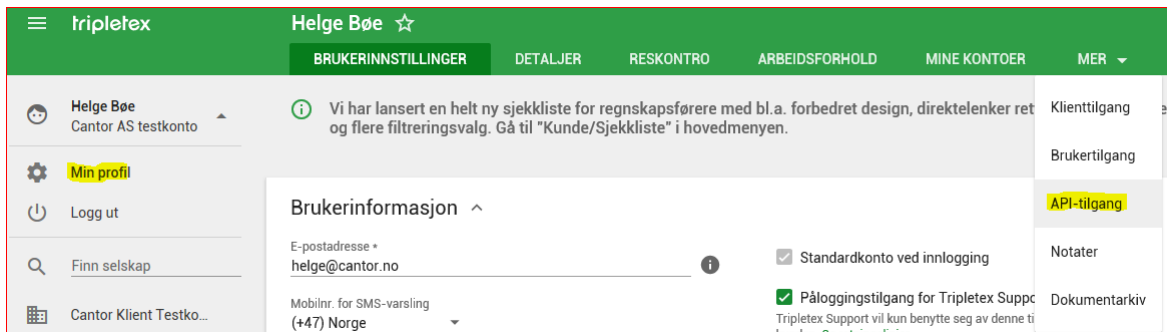 tripletex
Helge Bøe
BRUKERINNSTILLINGER DETALJER RESKONTRO ARBEIDSFORHOLD MINE KONTOER MER
Helge Bøe
Cantor AS testkonto
Min profil
Logg ut
Finn selskap
Cantor Klient Testko...
Vi har lansert en helt ny sjekkliste for regnskapsførere med bl.a. forbedret design, direktelenker ret
og flere filtreringsvalg. Gå til "Kunde/Sjekkliste" i hovedmenyen.
Brukerinformasjon
E-postadresse *
helge@cantor.no
Mobilnr. for SMS-varsling
(+47) Norge
Standardkonto ved innlogging
Påloggingstilgang for Tripletex Suppo
Tripletex Support vil kun benytte seg av denne ti
Klienttilgang
Brukertilgang
API-tilgang
Notater
Dokumentarkiv